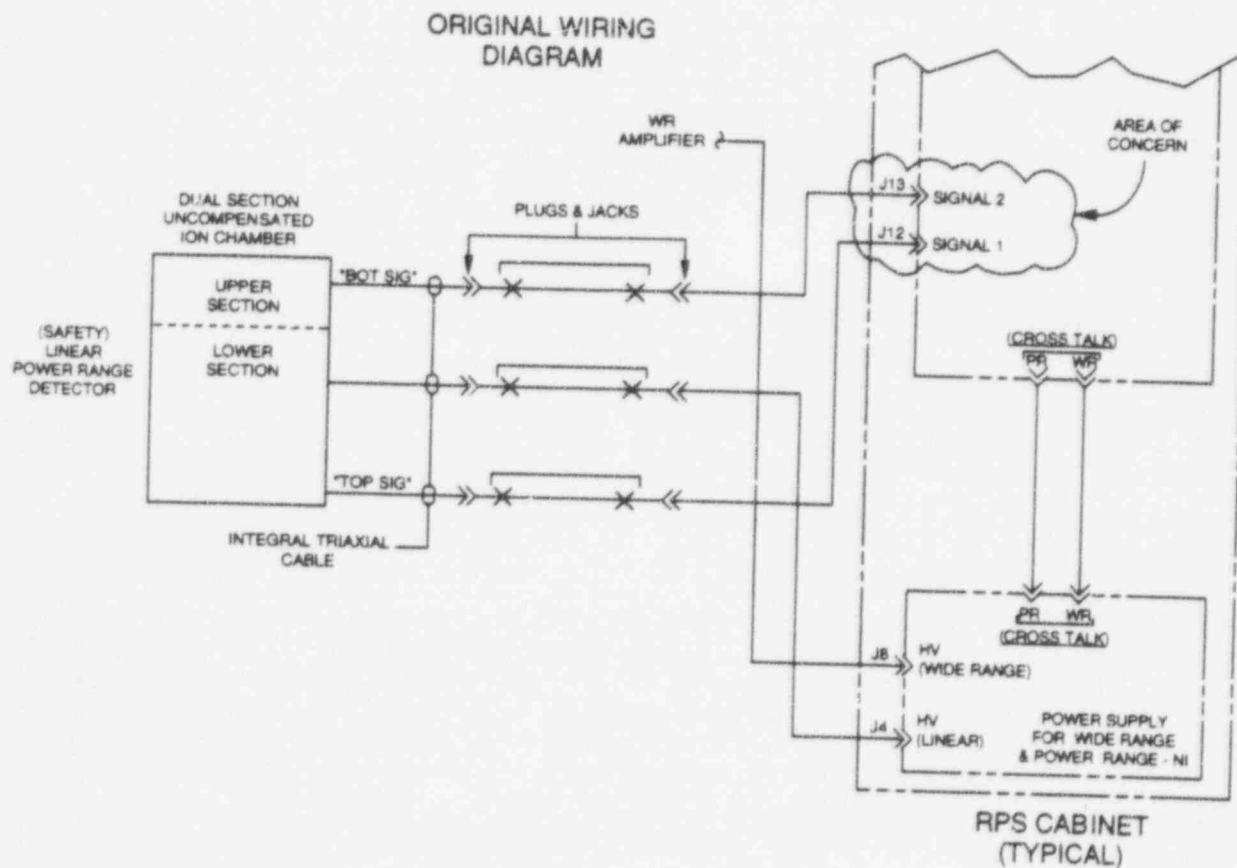 ORIGINAL WIRING
DIAGRAM
WR
AMPLIFIER
AREA OF
CONCERN
DUAL SECTION
UNCOMPENSATED
ION CHAMBER
PLUGS & JACKS
J13
SIGNAL 2
J12
SIGNAL 1
"BOT SIG"
UPPER
SECTION
(SAFETY)
LINEAR
POWER RANGE
DETECTOR
LOWER
SECTION
(CROSS TALK)
PR WR
"TOP SIG"
INTEGRAL TRIAXIAL
CABLE
PR WR
(CROSS TALK)
J8
HV
(WIDE RANGE)
J4
HV
(LINEAR)
POWER SUPPLY
FOR WIDE RANGE
& POWER RANGE - NI
RPS CABINET
(TYPICAL)